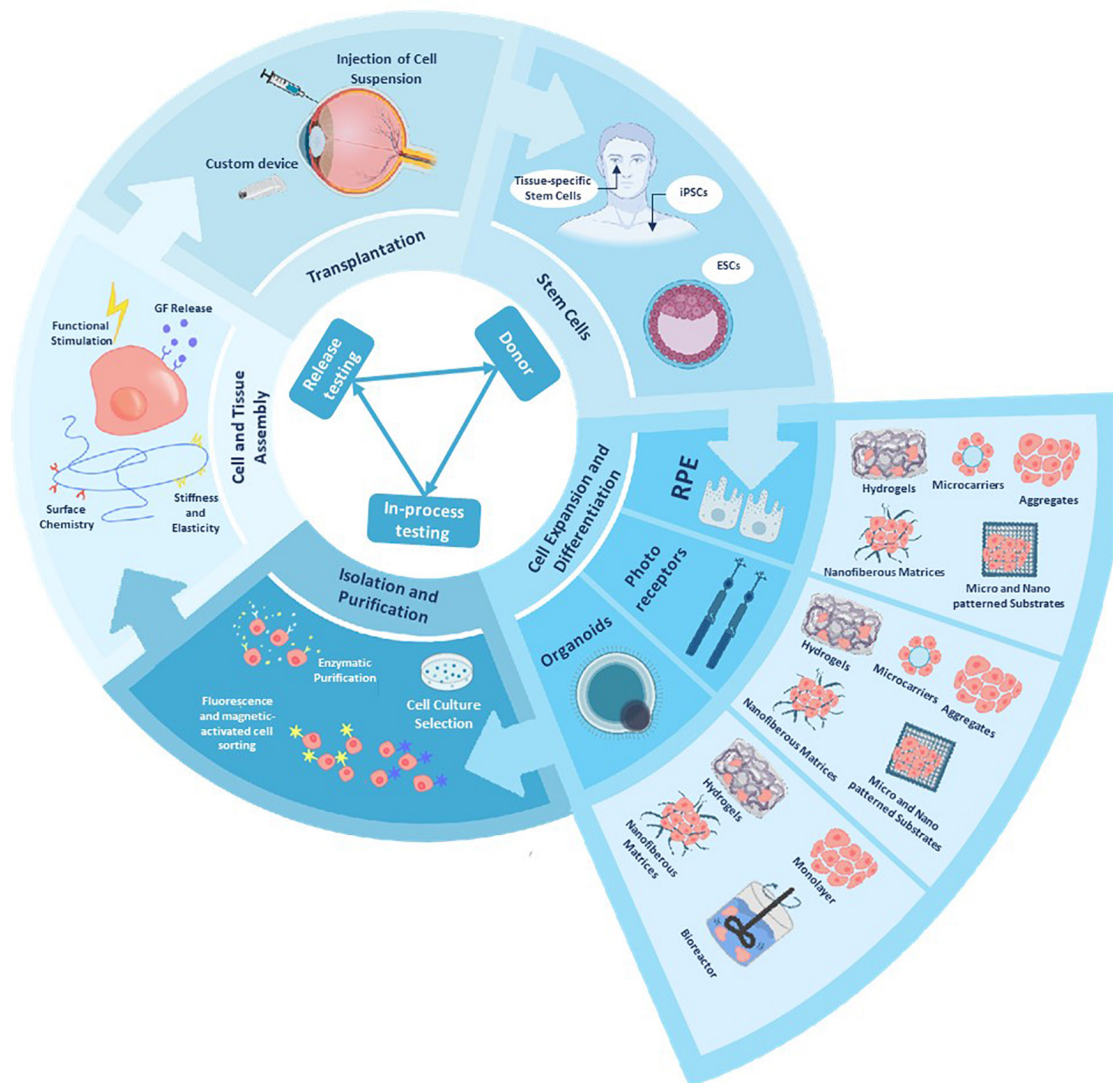 Injection of Cell
Suspension
Custom device
Transplantation
Tissue-specific
Stem Cells
iPSCs
ESCs
Stem Cells
Functional
Stimulation
GF Release
Surface
Chemistry
Stiffness
and
Elasticity
Cell and Tissue
Assembly
Release
testing
Donor
In-process
testing
Cell Expansion and
Differentiation
RPE
Photo
receptors
Organoids
Isolation and
Purification
Enzymatic
Purification
Cell Culture
Selection
Fluorescence
and magnetic-
activated cell
sorting
Hydrogels
Microcarriers
Aggregates
Nanofiberous Matrices
Micro and Nano
patterned Substrates
Hydrogels
Microcarriers
Aggregates
Nanofiberous Matrices
Micro and Nano
patterned Substrates
Hydrogels
Nanofiberous
Matrices
Monolayer
Bioreactor